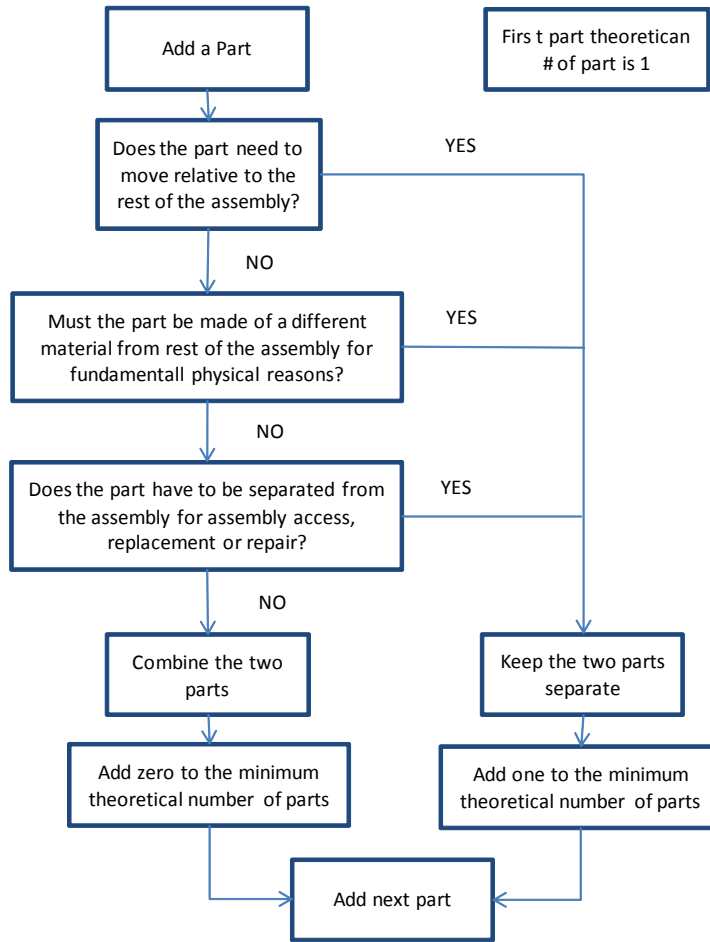 Add a Part
Firs t part theoretican
# of part is 1
Does the part need to
move relative to the
rest of the assembly?
YES
NO
Must the part be made of a different
material from rest of the assembly for
fundamentall physical reasons?
YES
NO
Does the part have to be separated from
the assembly for assembly access,
replacement or repair?
YES
NO
Combine the two
parts
Keep the two parts
separate
Add zero to the minimum
theoretical number of parts
Add one to the minimum
theoretical number of parts
Add next part